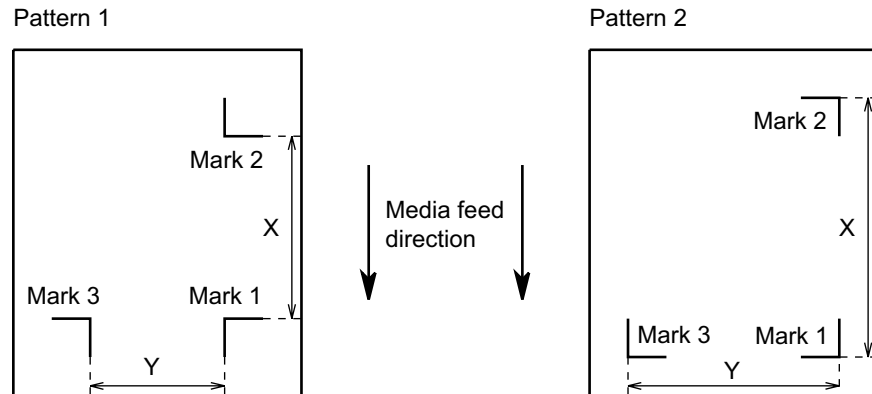 Pattern 1
Mark 2
X
Mark 3
Mark 1
Y
Media feed
direction
Pattern 2
Mark 2
X
Mark 3
Mark 1
Y